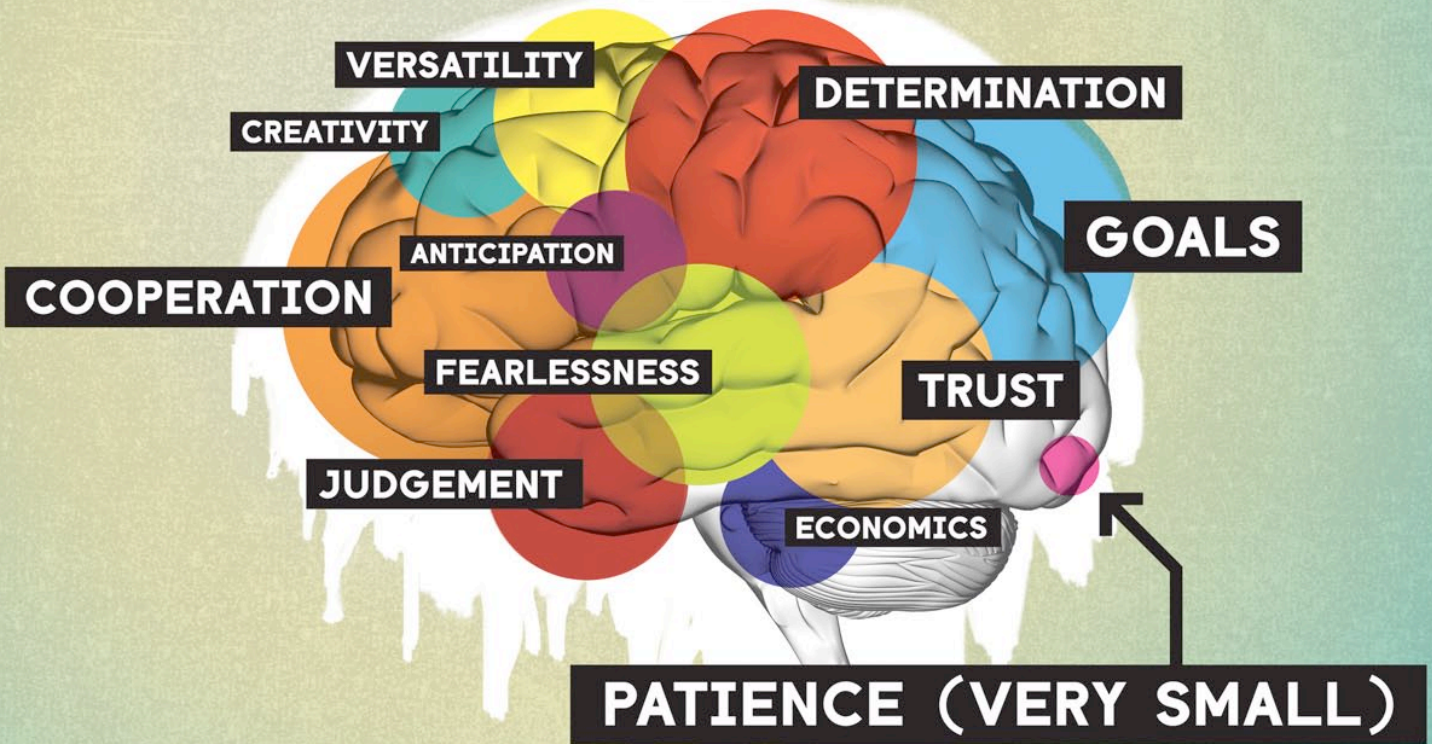 VERSATILITY
DETERMINATION
CREATIVITY
GOALS
ANTICIPATION
COOPERATION
FEARLESSNESS
TRUST
JUDGEMENT
ECONOMICS
PATIENCE (VERY SMALL)